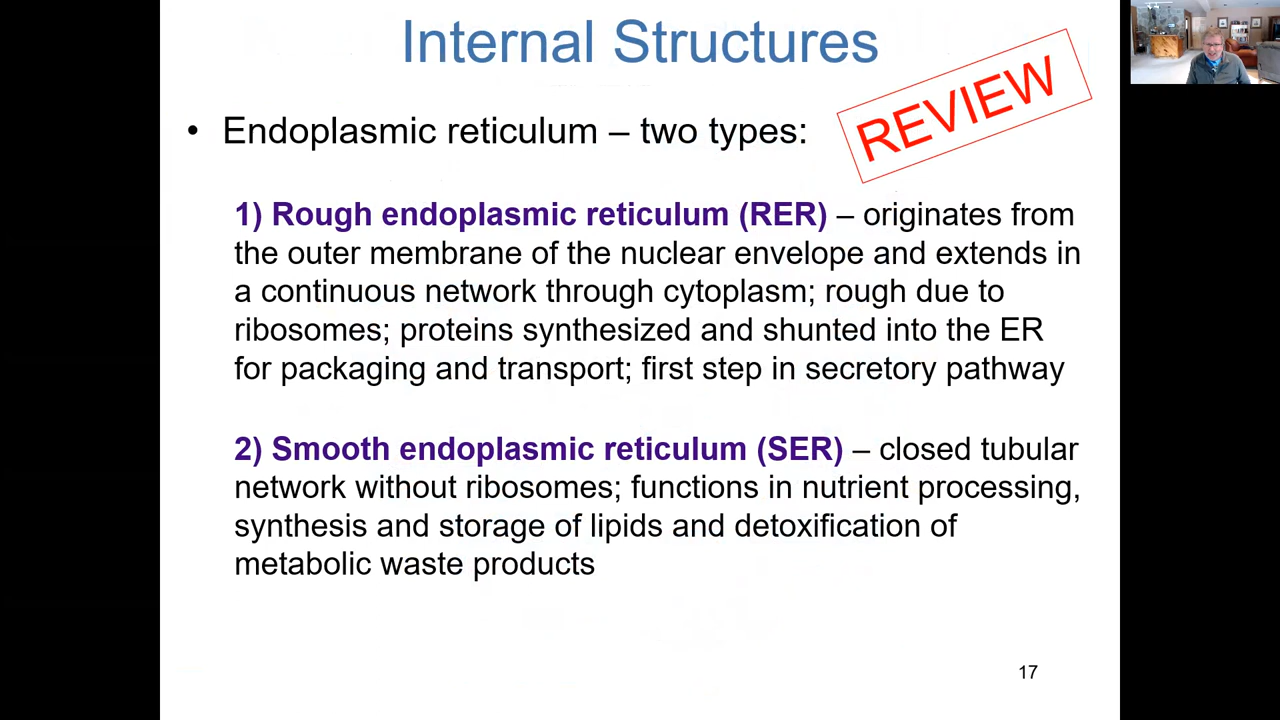 Internal Structures
REVIEW
• Endoplasmic reticulum – two types:
1) Rough endoplasmic reticulum (RER) – originates from
the outer membrane of the nuclear envelope and extends in
a continuous network through cytoplasm; rough due to
ribosomes; proteins synthesized and shunted into the ER
for packaging and transport; first step in secretory pathway
2) Smooth endoplasmic reticulum (SER) – closed tubular
network without ribosomes; functions in nutrient processing,
synthesis and storage of lipids and detoxification of
metabolic waste products
17